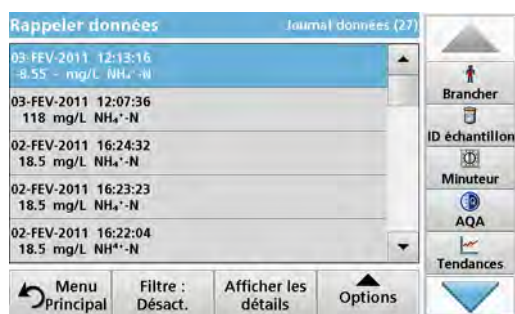 Rappeler données
Journal données (27)
03-FEV-2011 12:13:16
-8.55 - mg/L NH₄⁺-N
03-FEV-2011 12:07:36
118 mg/L NH₄⁺-N
02-FEV-2011 16:24:32
18.5 mg/L NH₄⁺-N
02-FEV-2011 16:23:23
18.5 mg/L NH₄⁺-N
02-FEV-2011 16:22:04
18.5 mg/L NH⁴⁺-N
Brancher
ID échantillon
Minuteur
AQA
Tendances
Menu
Principal
Filtre :
Désact.
Afficher les
détails
Options